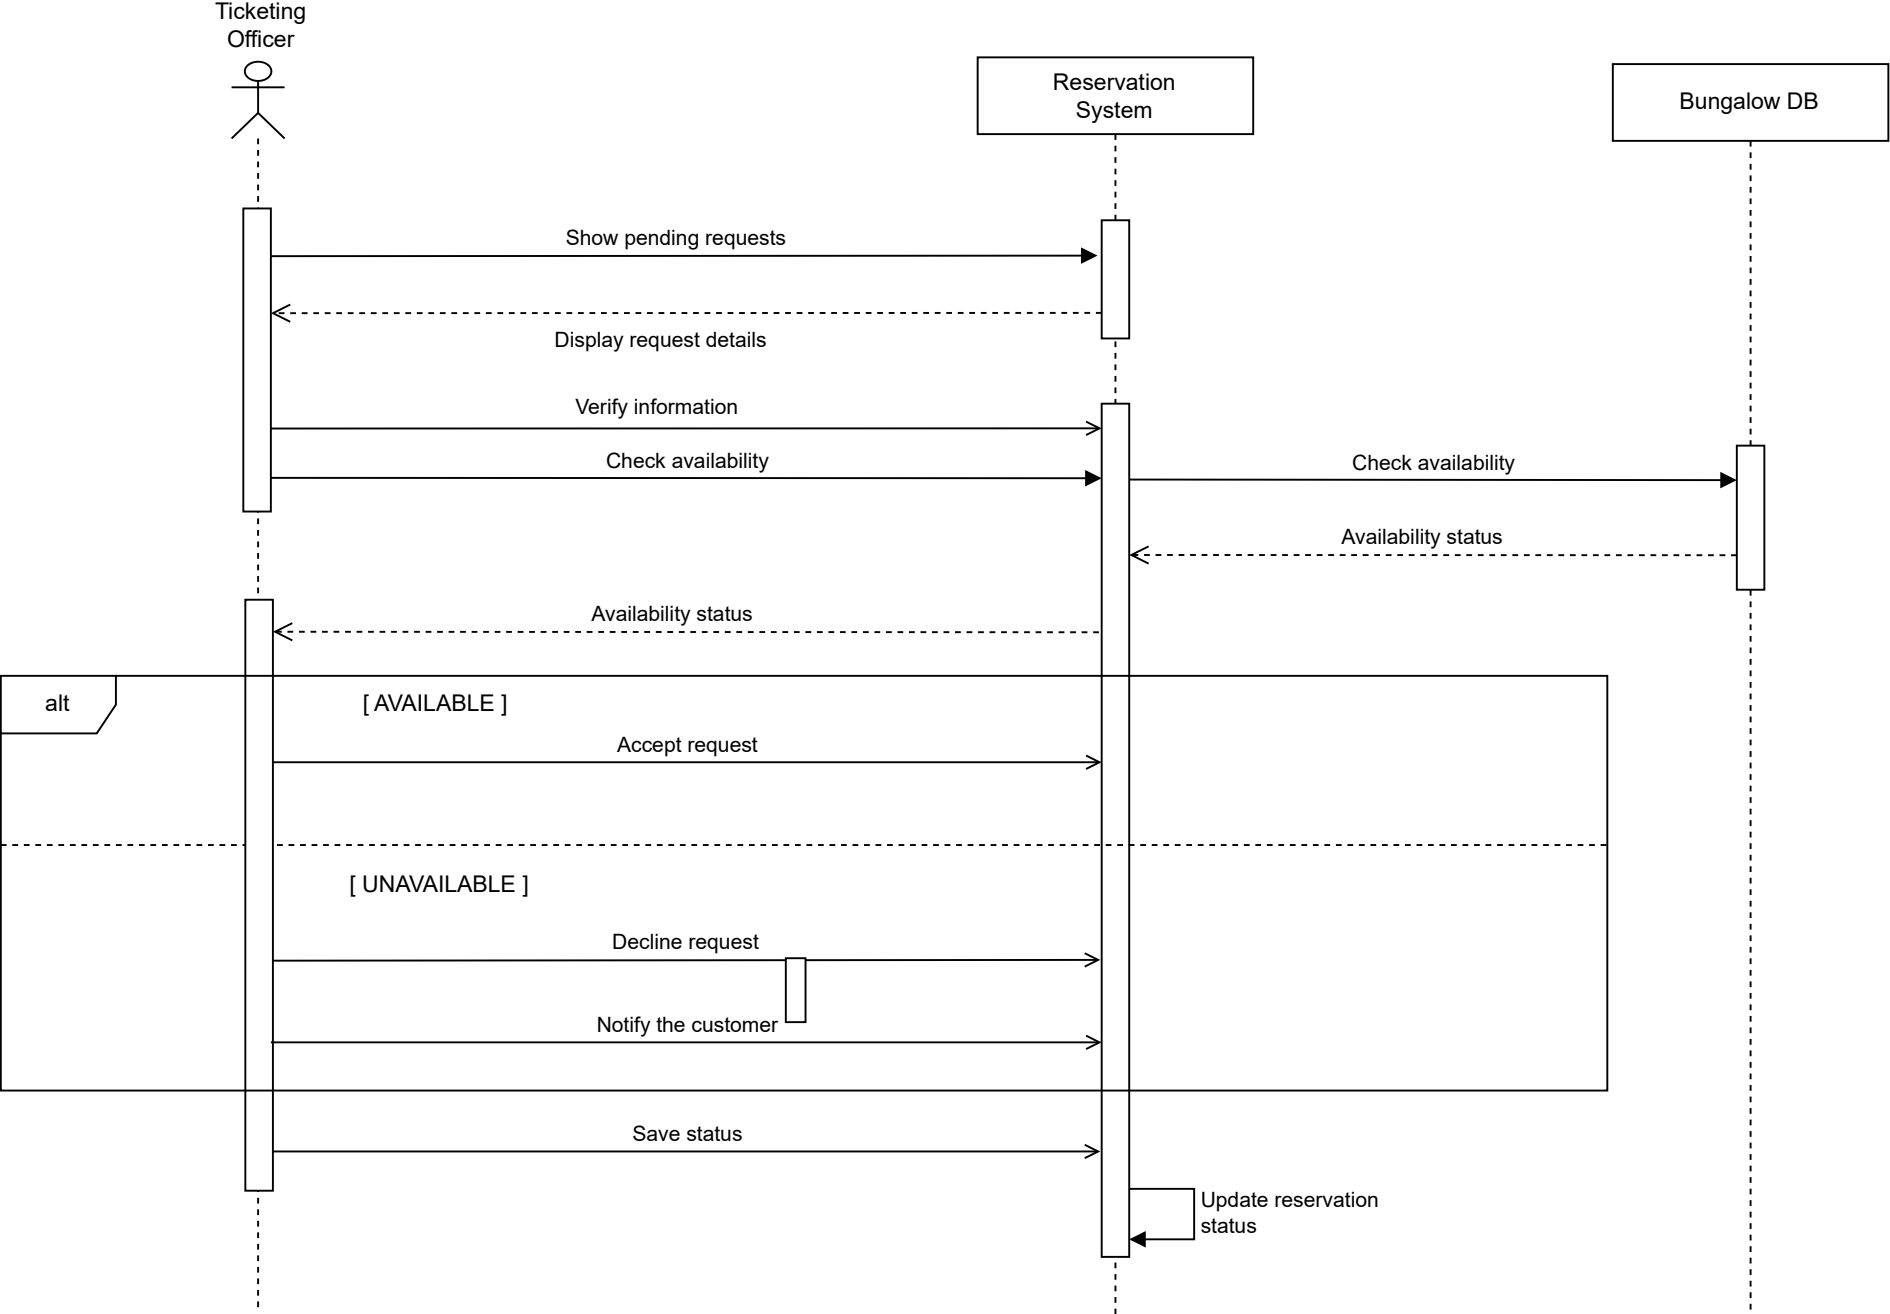 Ticketing
Officer
Reservation
System
Bungalow DB
Show pending requests
Display request details
Verify information
Check availability
Check availability
Availability status
Availability status
alt
[ AVAILABLE ]
Accept request
[ UNAVAILABLE ]
Decline request
Notify the customer
Save status
Update reservation
status